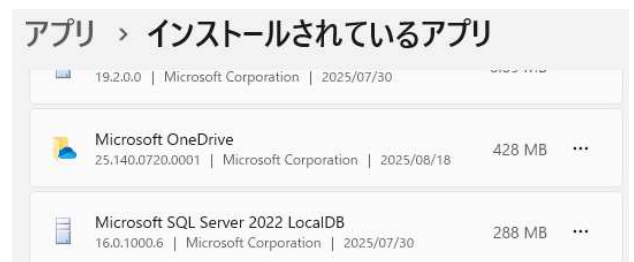 アプリ › インストールされているアプリ
19.2.0.0 | Microsoft Corporation | 2025/07/30
Microsoft OneDrive
25.140.0720.0001 | Microsoft Corporation | 2025/08/18
428 MB
Microsoft SQL Server 2022 LocalDB
16.0.1000.6 | Microsoft Corporation | 2025/07/30
288 MB